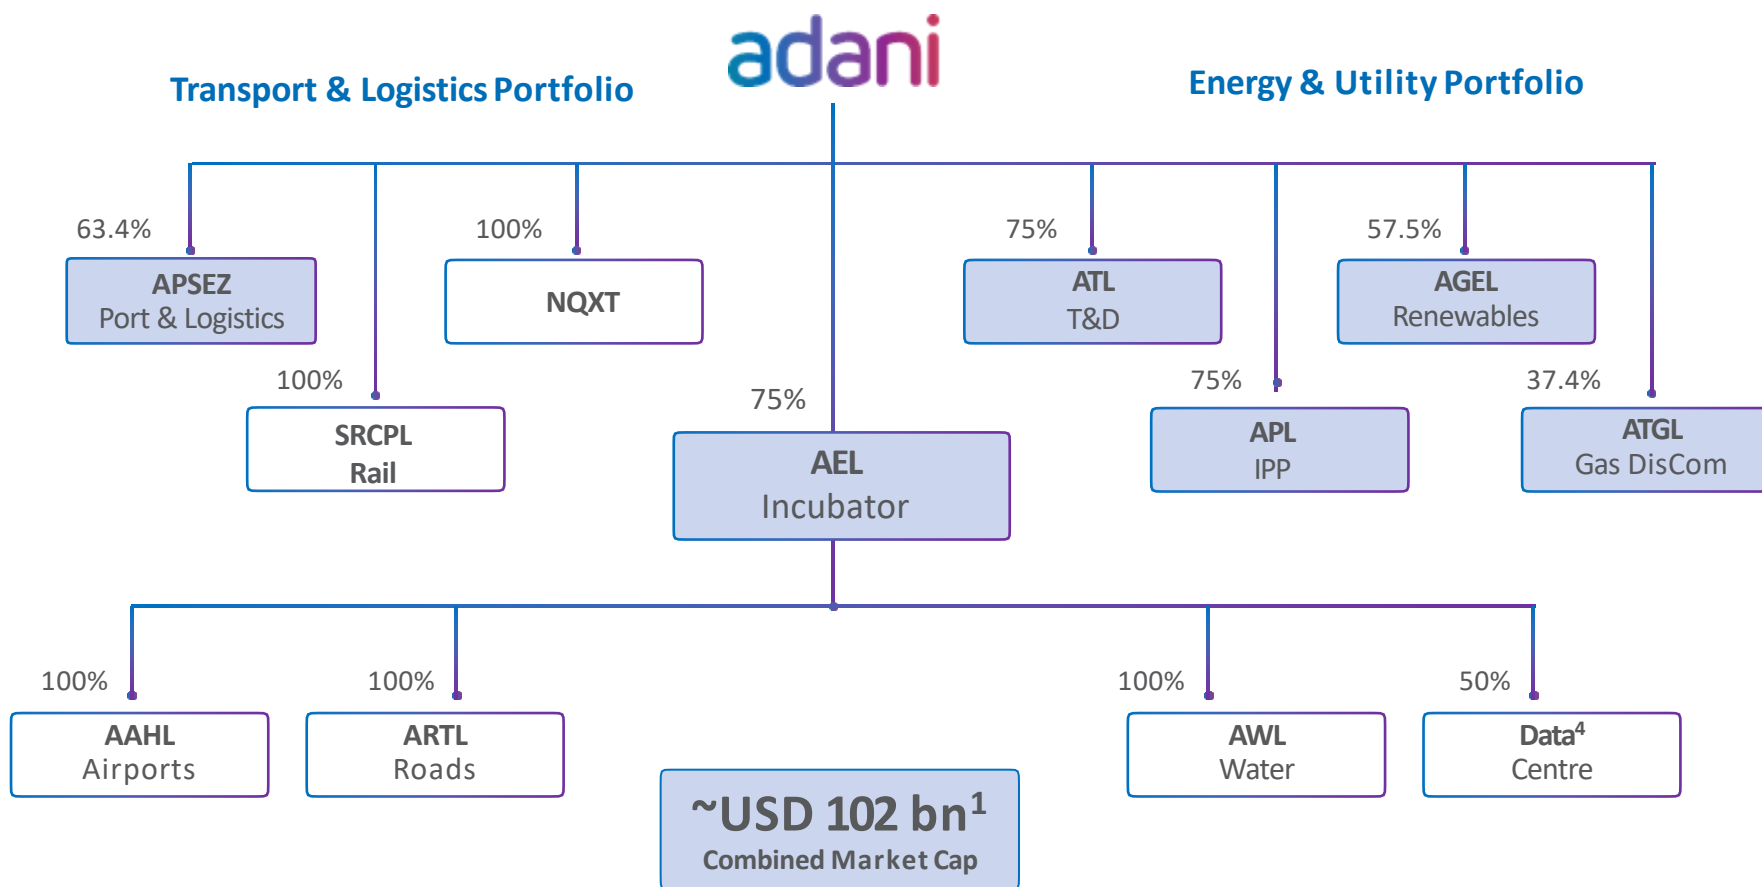 adani
Transport & Logistics Portfolio
Energy & Utility Portfolio
63.4%
APSEZ
Port & Logistics
100%
SRCPL
Rail
100%
NQXT
75%
AEL
Incubator
75%
ATL
T&D
75%
APL
IPP
57.5%
AGEL
Renewables
37.4%
ATGL
Gas DisCom
100%
AAHL
Airports
100%
ARTL
Roads
100%
AWL
Water
50%
Data⁴
Centre
~USD 102 bn¹
Combined Market Cap